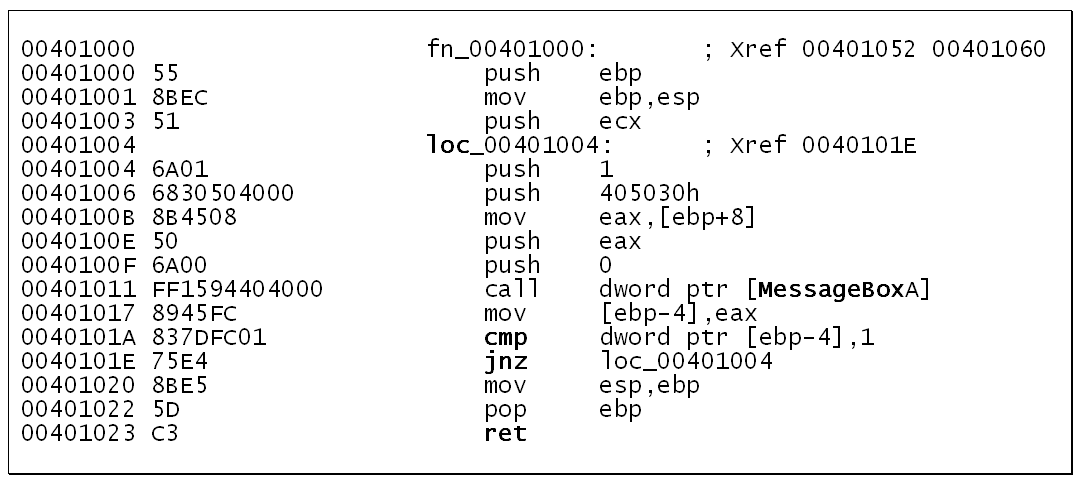 00401000 fn_00401000: ; Xref 00401052 00401060
00401000 55 push ebp
00401001 8BEC mov ebp,esp
00401003 51 push ecx
00401004 loc_00401004: ; Xref 0040101E
00401004 6A01 push 1
00401006 6830504000 push 405030h
0040100B 8B4508 mov eax,[ebp+8]
0040100E 50 push eax
0040100F 6A00 push 0
00401011 FF1594404000 call dword ptr [MessageBoxA]
00401017 8945FC mov [ebp-4],eax
0040101A 837DFC01 cmp dword ptr [ebp-4],1
0040101E 75E4 jnz loc_00401004
00401020 8BE5 mov esp,ebp
00401022 5D pop ebp
00401023 C3 ret